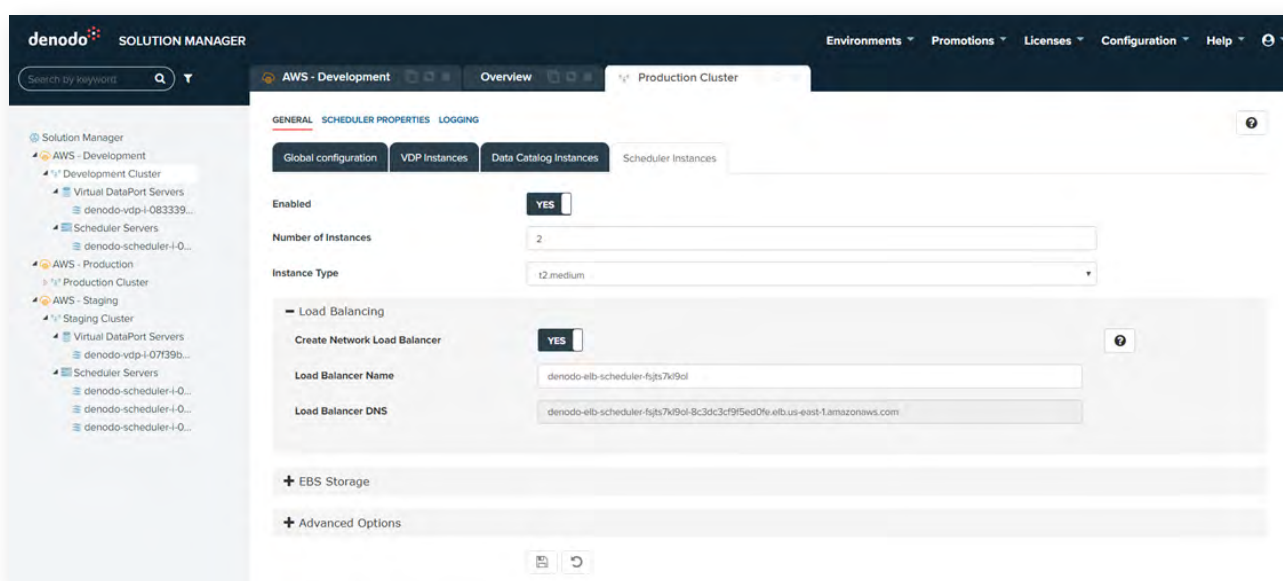 denodo SOLUTION MANAGER
Environments Promotions Licenses Configuration Help
Search by keyword
AWS - Development Overview Production Cluster
GENERAL SCHEDULER PROPERTIES LOGGING
Solution Manager
AWS - Development
Development Cluster
Virtual DataPort Servers
denodo-vdp-i-083339...
Scheduler Servers
denodo-scheduler-i-0...
AWS - Production
Production Cluster
AWS - Staging
Staging Cluster
Virtual DataPort Servers
denodo-vdp-i-07f39b...
Scheduler Servers
denodo-scheduler-i-0...
denodo-scheduler-i-0...
denodo-scheduler-i-0...
Global configuration VDP Instances Data Catalog Instances Scheduler Instances
Enabled YES
Number of Instances 2
Instance Type t2.medium
Load Balancing
Create Network Load Balancer YES
Load Balancer Name denodo-elb-scheduler-fsjts7kl9ol
Load Balancer DNS denodo-elb-scheduler-fsjts7kl9ol-8c3dc3cf9f5ed0fe.elb.us-east-1.amazonaws.com
EBS Storage
Advanced Options